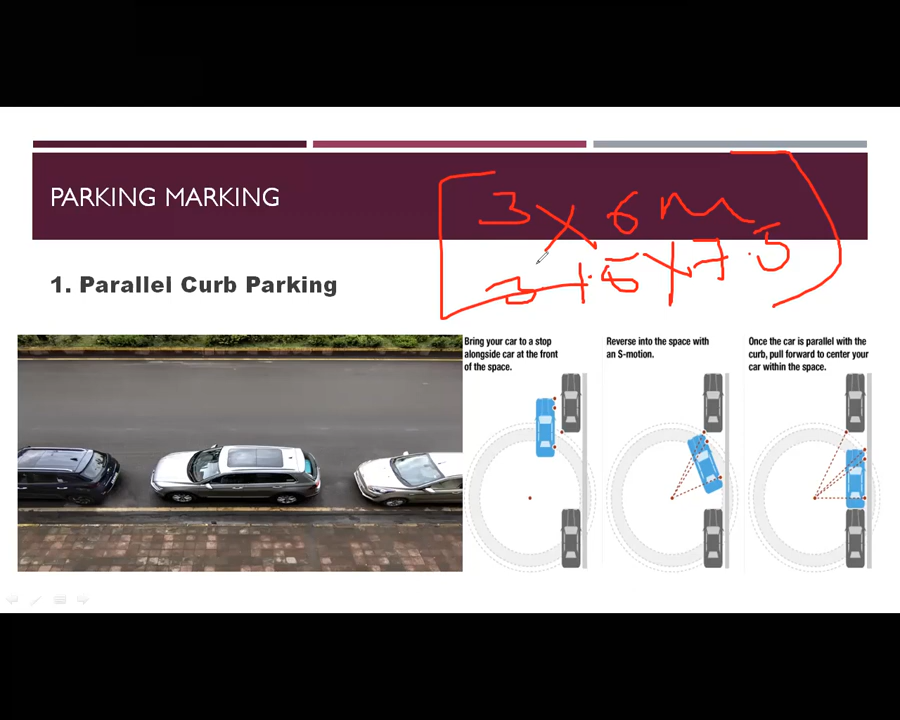 PARKING MARKING
3 x 6 m
x 7.5
1. Parallel Curb Parking
Bring your car to a stop
alongside car at the front
of the space.
Reverse into the space with
an S-motion.
Once the car is parallel with the
curb, pull forward to center your
car within the space.